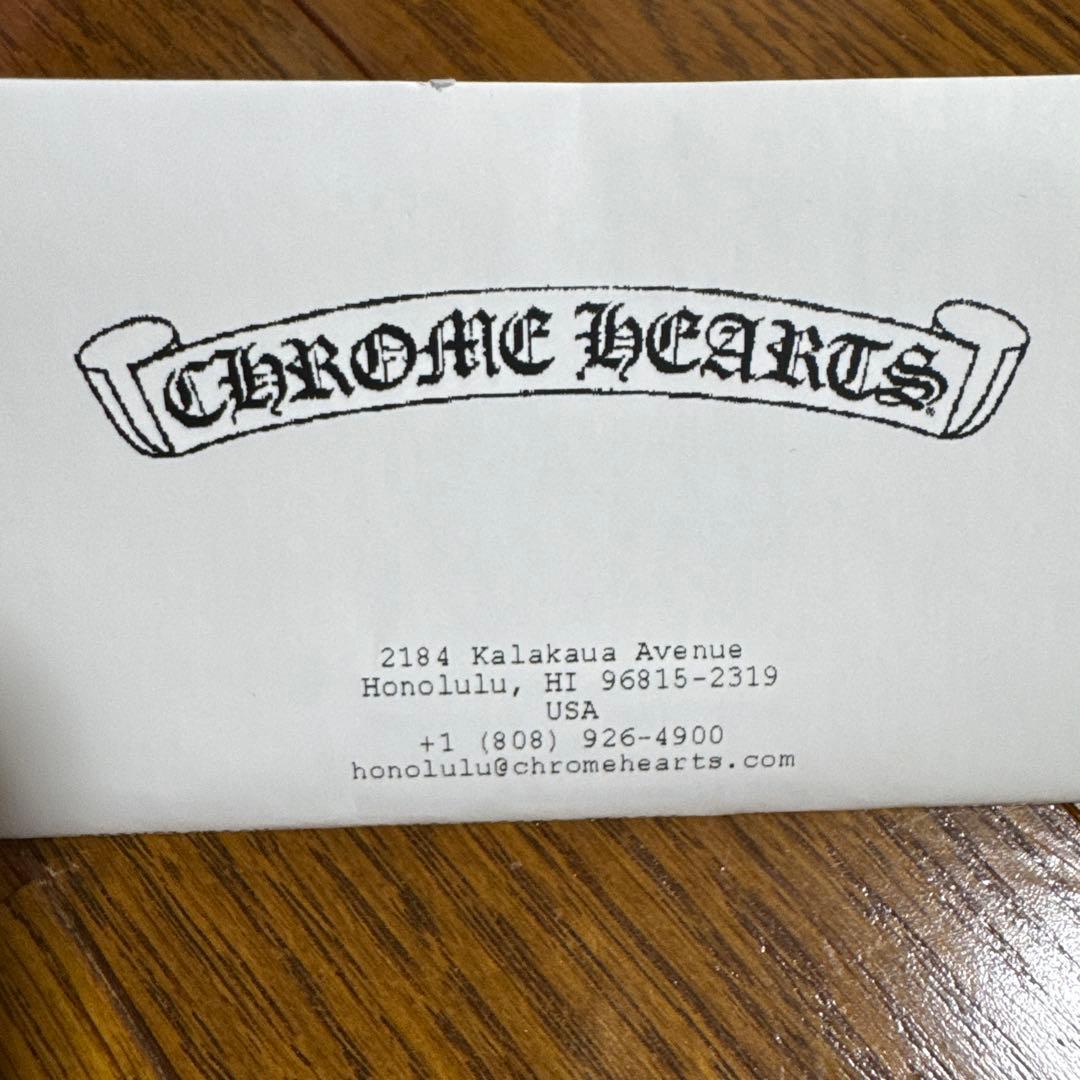 CHROME HEARTS®
2184 Kalakaua Avenue
Honolulu, HI 96815-2319
USA
+1 (808) 926-4900
honolulu@chromehearts.com